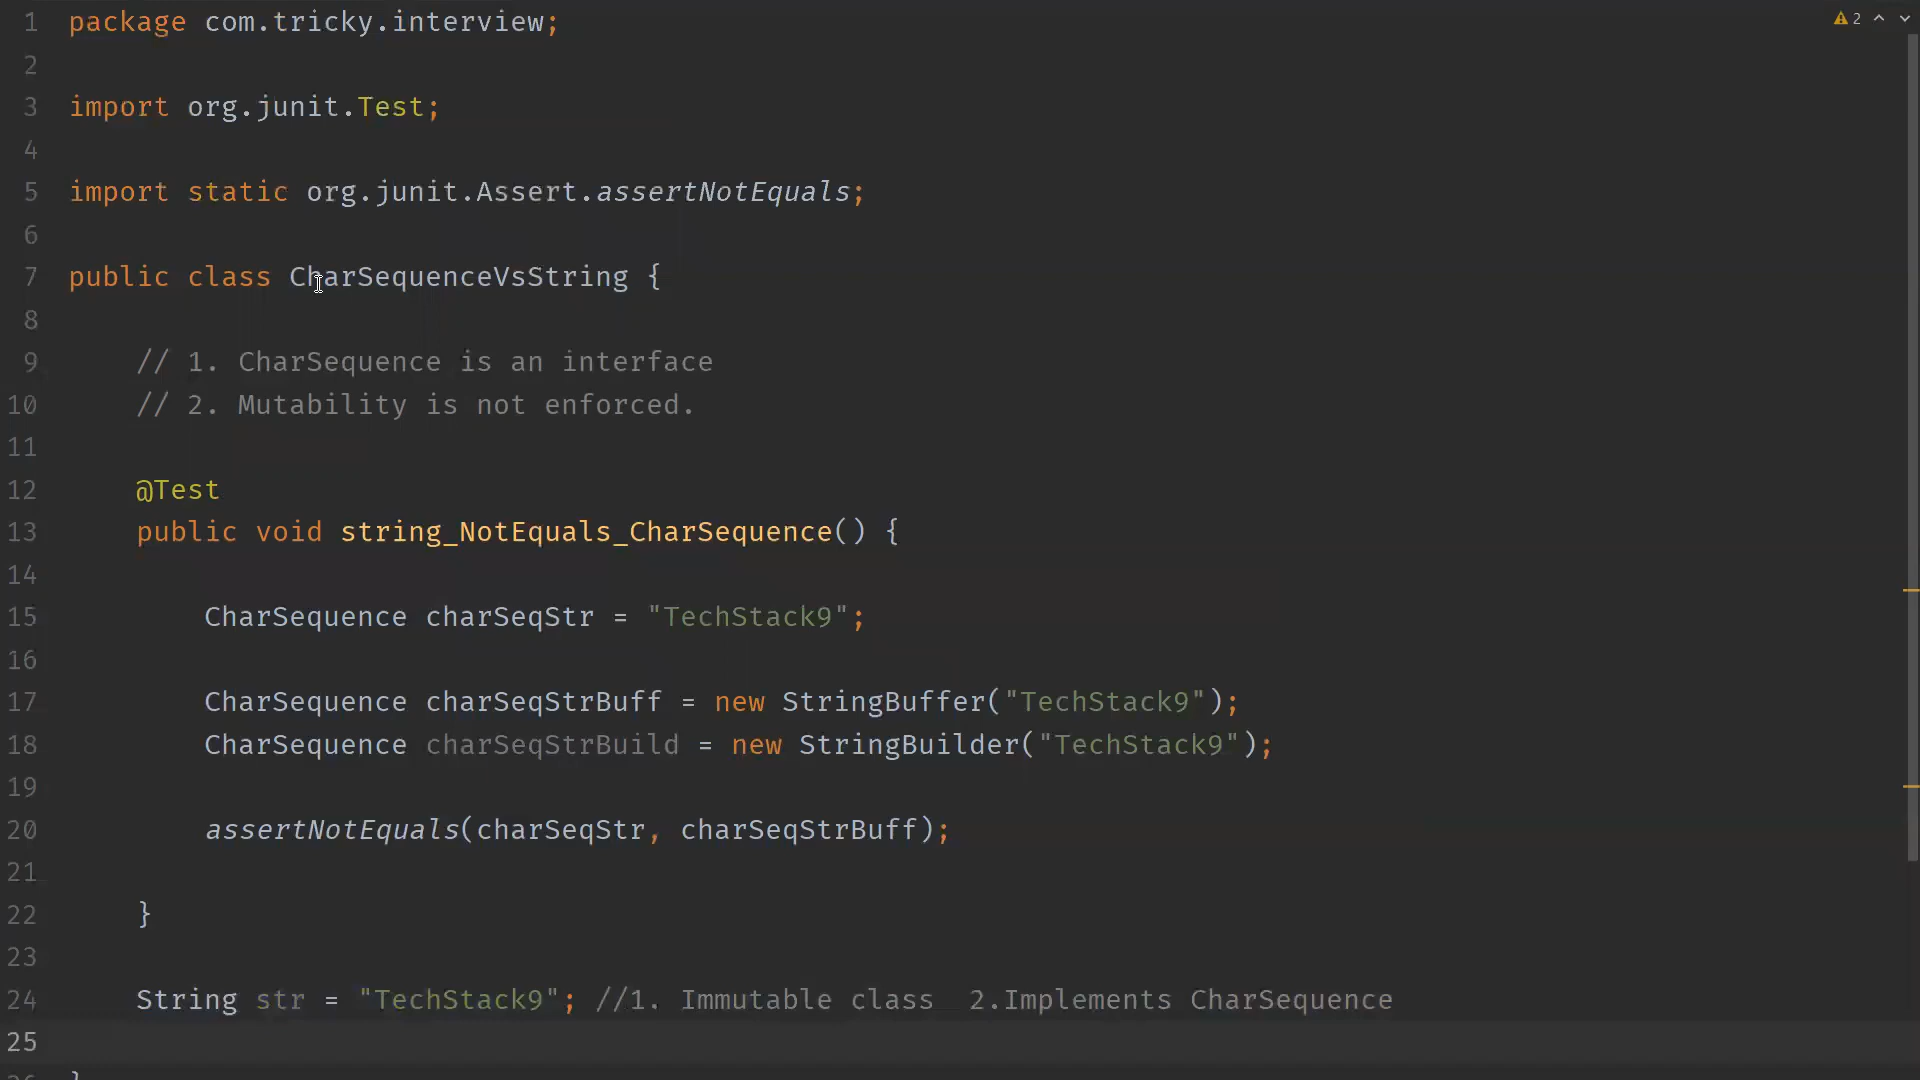 1 package com.tricky.interview;
2
3 import org.junit.Test;
4
5 import static org.junit.Assert.assertNotEquals;
6
7 public class CharSequenceVsString {
8
9 // 1. CharSequence is an interface
10 // 2. Mutability is not enforced.
11
12 @Test
13 public void string_NotEquals_CharSequence() {
14
15 CharSequence charSeqStr = "TechStack9";
16
17 CharSequence charSeqStrBuff = new StringBuffer("TechStack9");
18 CharSequence charSeqStrBuild = new StringBuilder("TechStack9");
19
20 assertNotEquals(charSeqStr, charSeqStrBuff);
21
22 }
23
24 String str = "TechStack9"; //1. Immutable class  2.Implements CharSequence
25
2